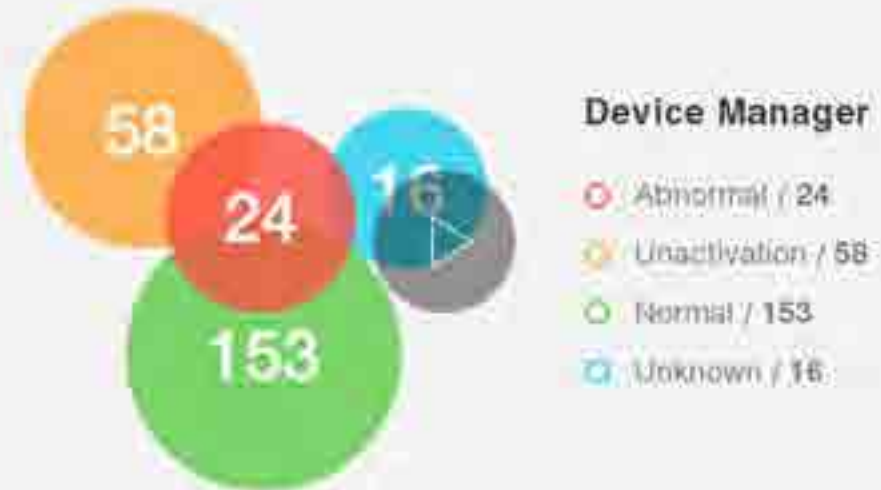 58
24
16
153
Device Manager
Abnormal / 24
Unactivation / 58
Normal / 153
Unknown / 16